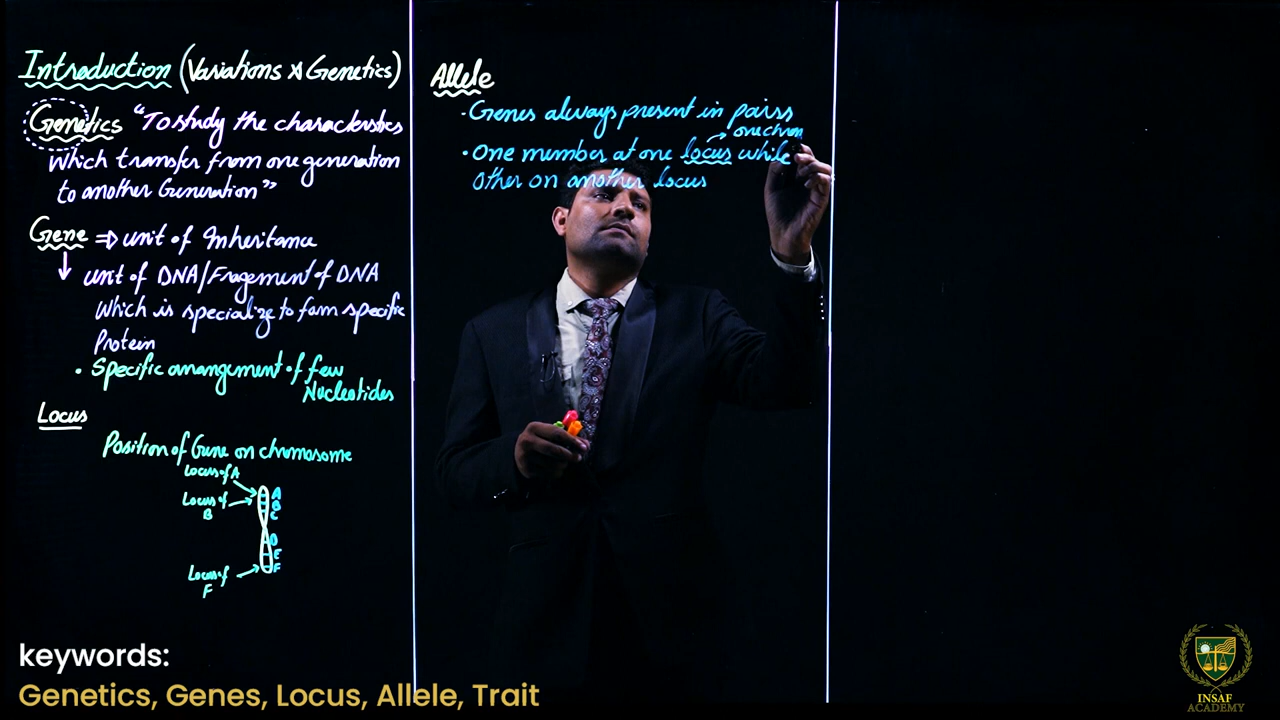 Introduction (Variations & Genetics)
Genetics "To study the characteristics
Which transfer from one generation
to another Generation"
Gene ⇒ unit of Inheritance
↓ unit of DNA/Fragement of DNA
Which is specialize to form specific
Protein
• Specific arrangement of few
Nucleotides
Locus
Position of Gene on chromosome
Locus of A
Locus of
B
A
B
C
D
E
F
Locus of
F
Allele
• Genes always present in pairs
→ one chrom
• One member at one locus while
Other on another locus
keywords:
Genetics, Genes, Locus, Allele, Trait
INSAF
ACADEMY